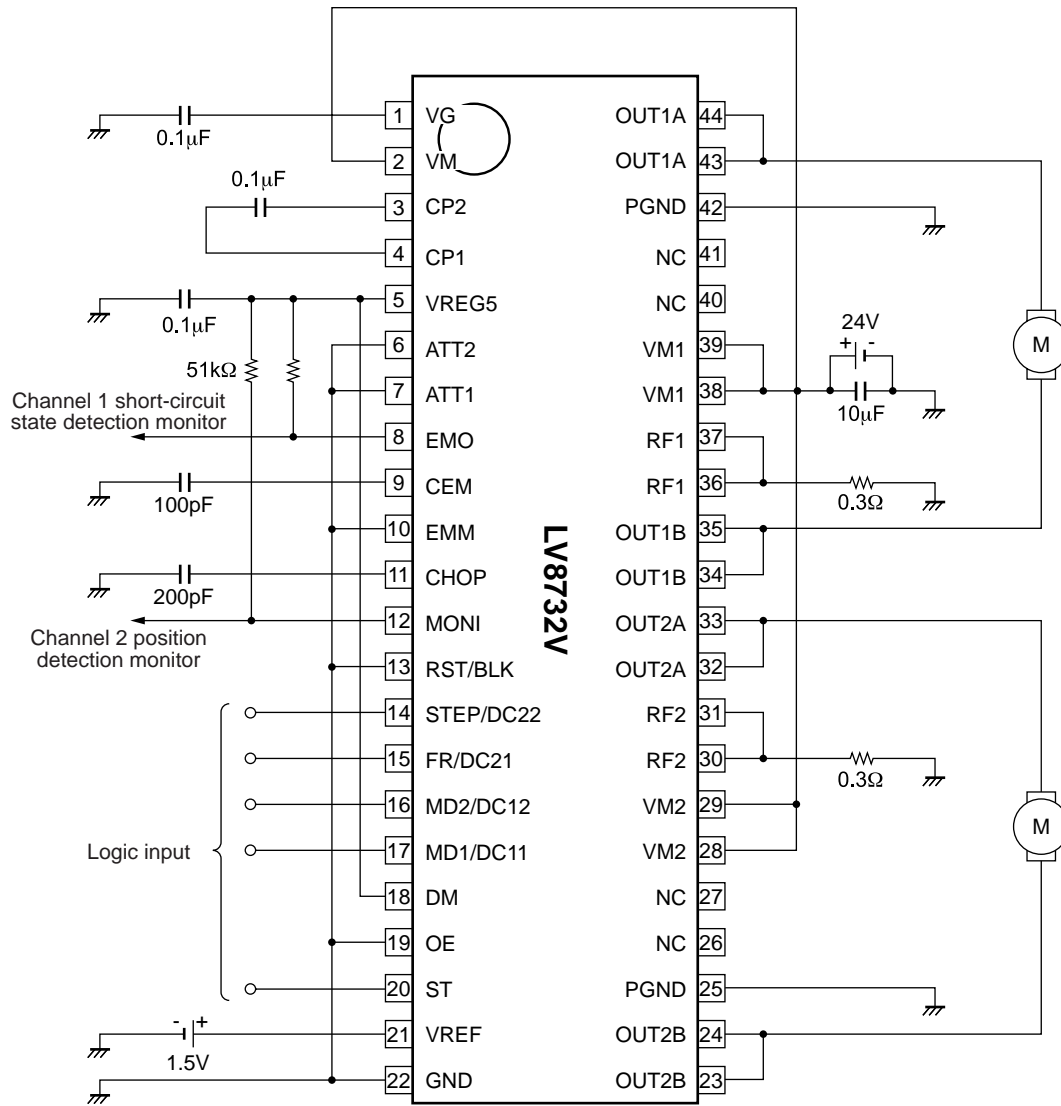 1 VG OUT1A 44
0.1µF
2 VM OUT1A 43
0.1µF
3 CP2 PGND 42
4 CP1 NC 41
5 VREG5 NC 40
0.1µF
24V
+ -
6 ATT2 VM1 39
51kΩ
7 ATT1 VM1 38
10µF
M
Channel 1 short-circuit
state detection monitor
8 EMO RF1 37
9 CEM RF1 36
100pF
0.3Ω
10 EMM OUT1B 35
LV8732V
11 CHOP OUT1B 34
200pF
12 MONI OUT2A 33
Channel 2 position
detection monitor
13 RST/BLK OUT2A 32
14 STEP/DC22 RF2 31
15 FR/DC21 RF2 30
0.3Ω
16 MD2/DC12 VM2 29
M
Logic input
17 MD1/DC11 VM2 28
18 DM NC 27
19 OE NC 26
20 ST PGND 25
- +
21 VREF OUT2B 24
1.5V
22 GND OUT2B 23